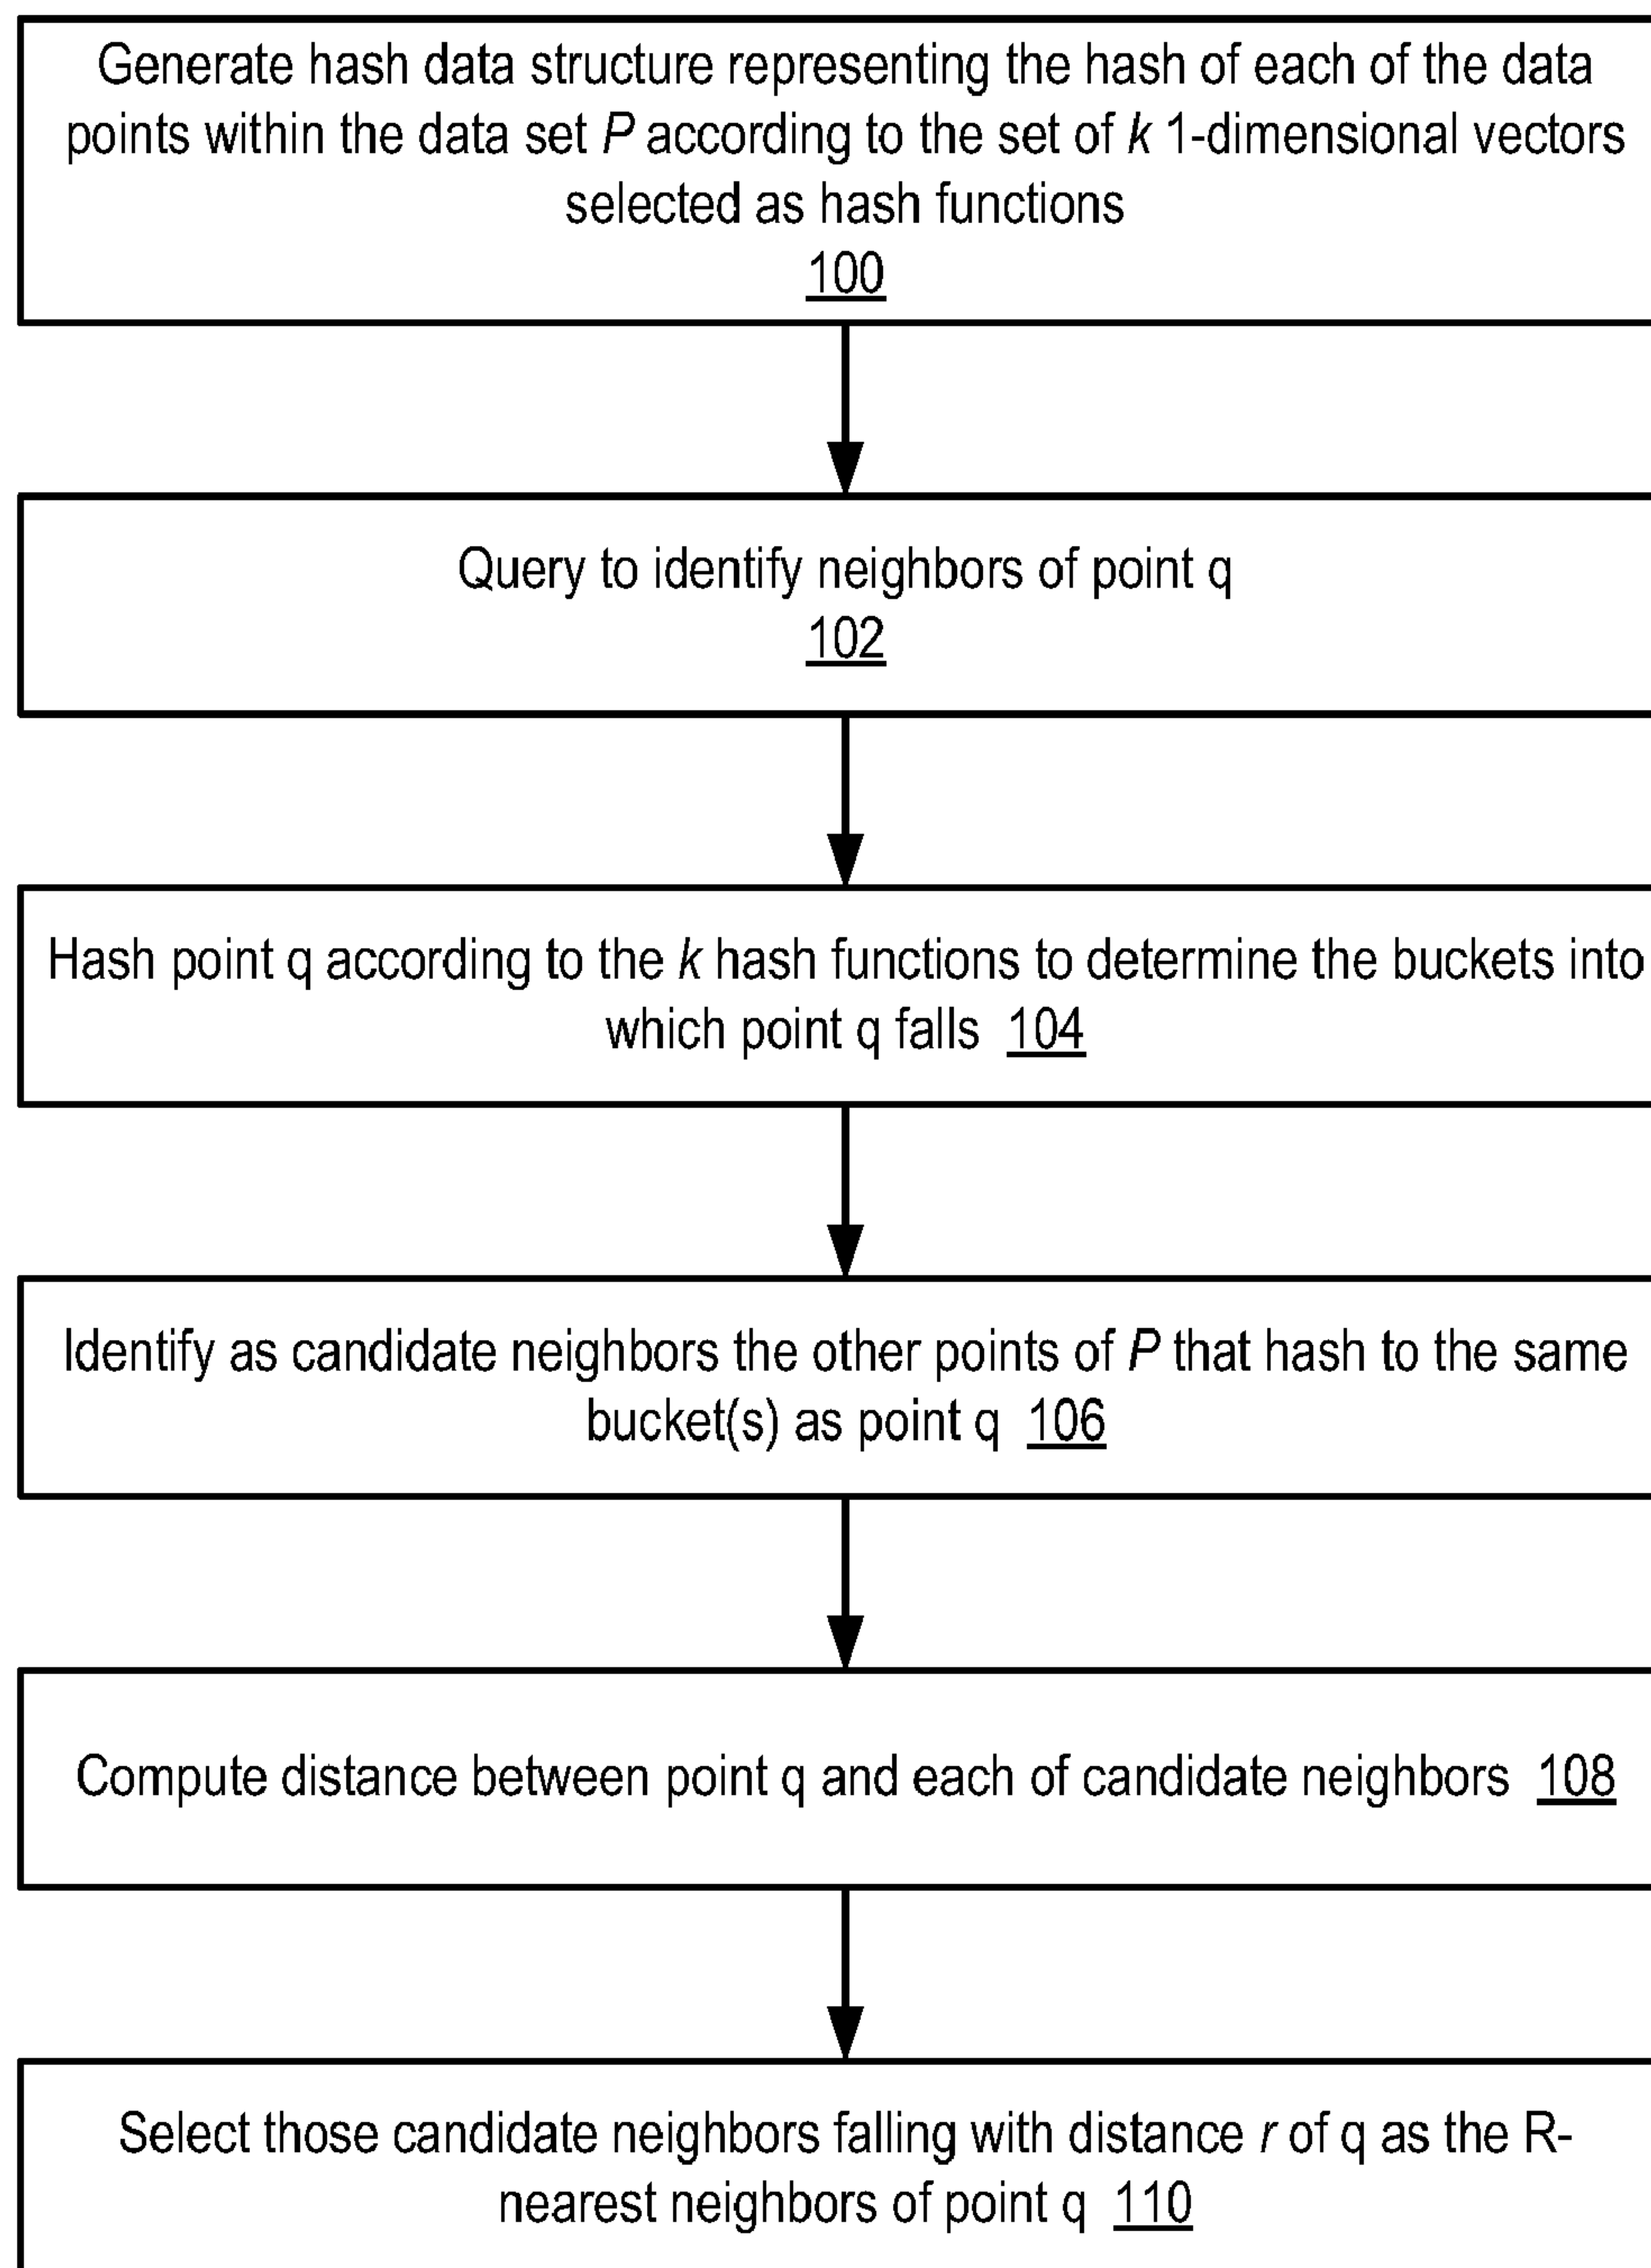 Generate hash data structure representing the hash of each of the data
points within the data set P according to the set of k 1-dimensional vectors
selected as hash functions
100
Query to identify neighbors of point q
102
Hash point q according to the k hash functions to determine the buckets into
which point q falls 104
Identify as candidate neighbors the other points of P that hash to the same
bucket(s) as point q 106
Compute distance between point q and each of candidate neighbors 108
Select those candidate neighbors falling with distance r of q as the R-
nearest neighbors of point q 110